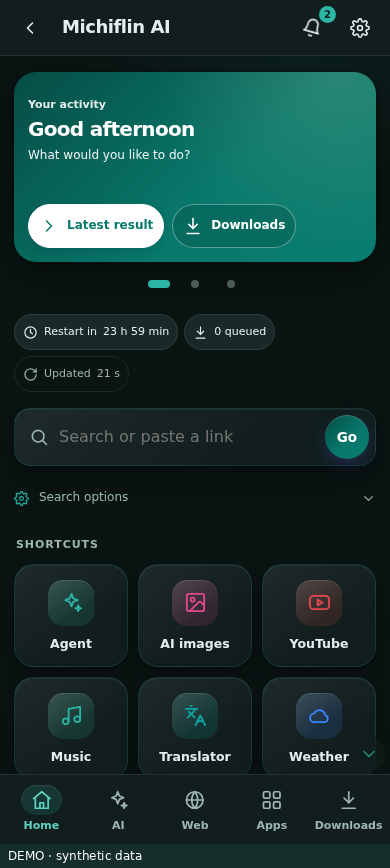 Michiflin AI
2
Your activity
Good afternoon
What would you like to do?
Latest result
Downloads
Restart in 23 h 59 min
0 queued
Updated 21 s
Search or paste a link
Go
Search options
SHORTCUTS
Agent
AI images
YouTube
Music
Translator
Weather
Home
AI
Web
Apps
Downloads
DEMO · synthetic data